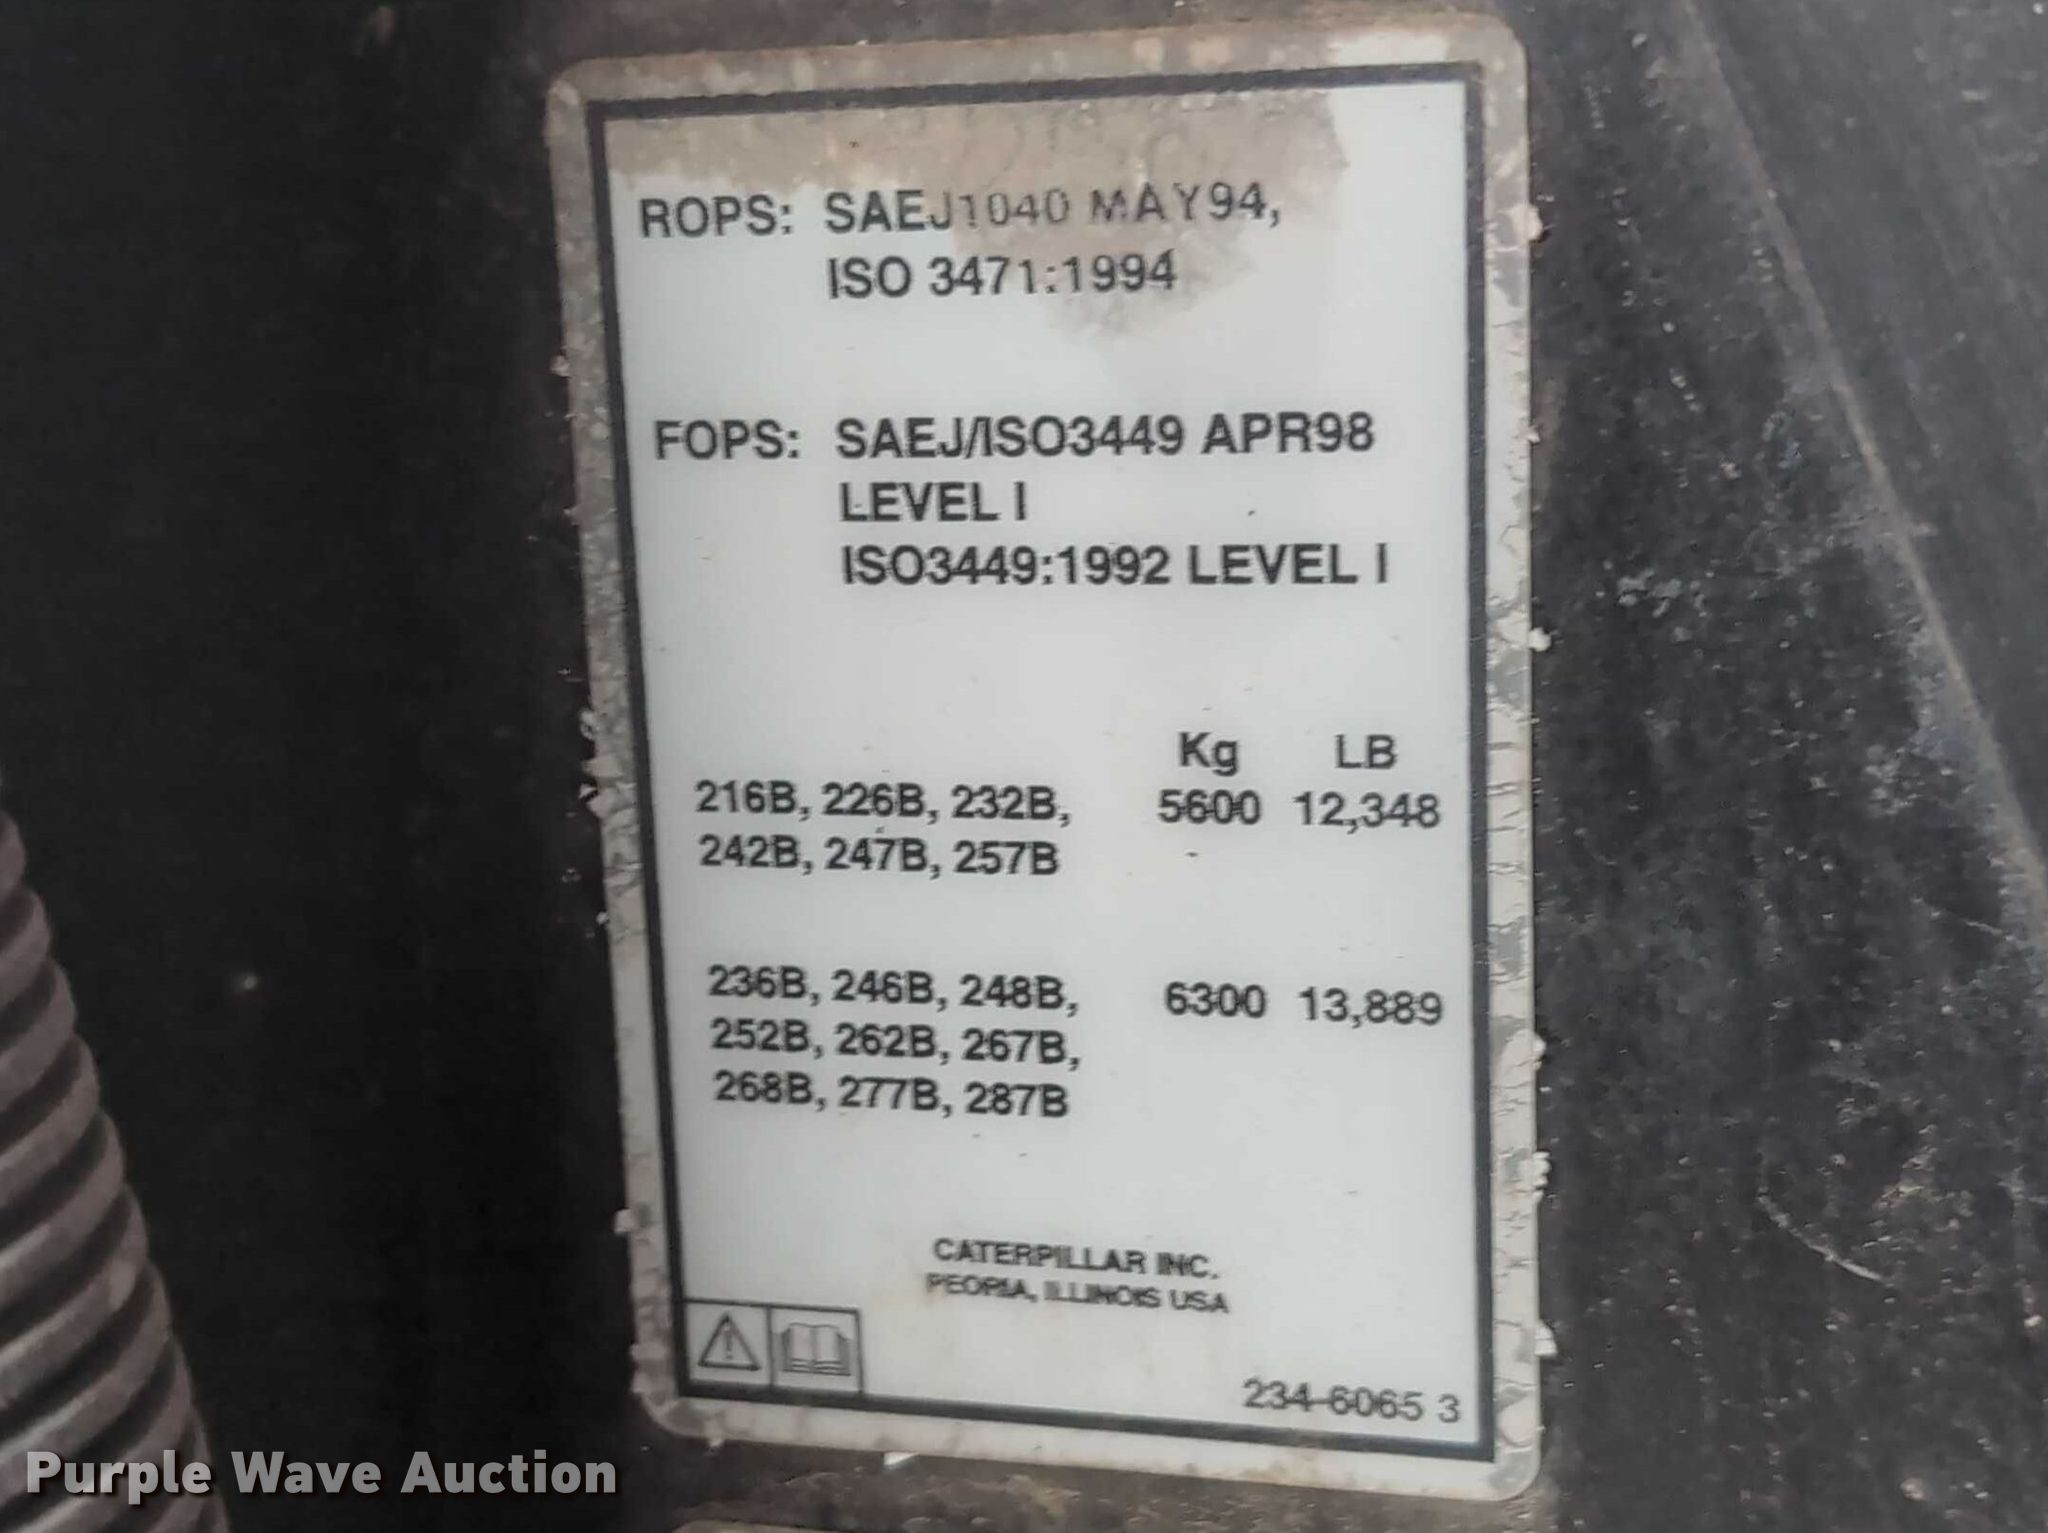 ROPS: SAEJ1040 MAY94,
ISO 3471:1994
FOPS: SAEJ/ISO3449 APR98
LEVEL I
ISO3449:1992 LEVEL I
Kg LB
216B, 226B, 232B, 5600 12,348
242B, 247B, 257B
236B, 246B, 248B, 6300 13,889
252B, 262B, 267B,
268B, 277B, 287B
CATERPILLAR INC.
PEORIA, ILLINOIS USA
234-6065 3
Purple Wave Auction